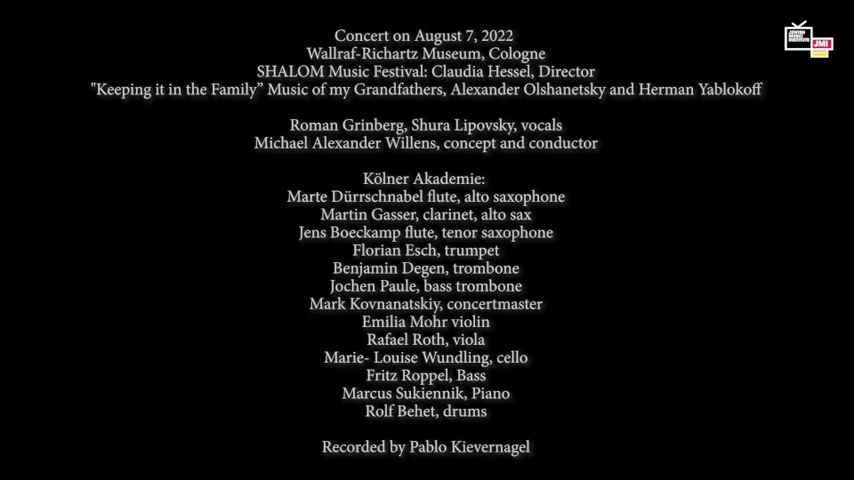 Concert on August 7, 2022
Wallraf-Richartz Museum, Cologne
SHALOM Music Festival: Claudia Hessel, Director
"Keeping it in the Family” Music of my Grandfathers, Alexander Olshanetsky and Herman Yablokoff
Roman Grinberg, Shura Lipovsky, vocals
Michael Alexander Willens, concept and conductor
Kölner Akademie:
Marte Dürrschnabel flute, alto saxophone
Martin Gasser, clarinet, alto sax
Jens Boeckamp flute, tenor saxophone
Florian Esch, trumpet
Benjamin Degen, trombone
Jochen Paule, bass trombone
Mark Kovnanatskiy, concertmaster
Emilia Mohr violin
Rafael Roth, viola
Marie- Louise Wundling, cello
Fritz Roppel, Bass
Marcus Sukiennik, Piano
Rolf Behet, drums
Recorded by Pablo Kievernagel
JEWISH
MUSIC
INSTITUTE
JMI